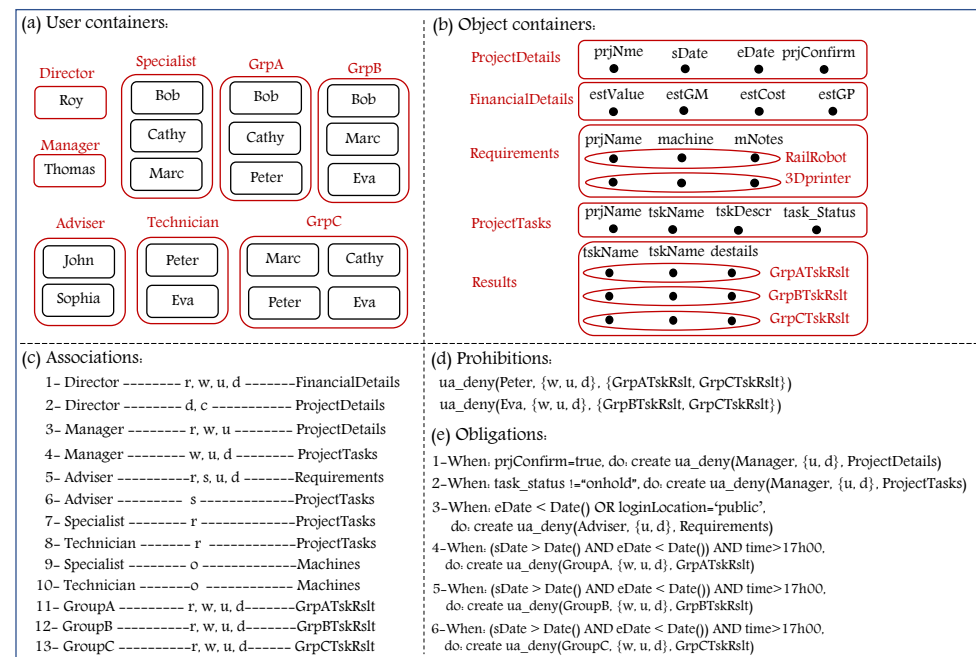 (a) User containers:
Director
Roy
Manager
Thomas
Specialist
Bob
Cathy
Marc
GrpA
Bob
Cathy
Peter
GrpB
Bob
Marc
Eva
Adviser
John
Sophia
Technician
Peter
Eva
GrpC
Marc Cathy
Peter Eva
(b) Object containers:
ProjectDetails
prjNme sDate eDate prjConfirm
FinancialDetails
estValue estGM estCost estGP
Requirements
prjName machine mNotes
RailRobot
3Dprinter
ProjectTasks
prjName tskName tskDescr task_Status
Results
tskName tskName destails
GrpATskRslt
GrpBTskRslt
GrpCTskRslt
(c) Associations:
1- Director -------- r, w, u, d -------FinancialDetails
2- Director -------- d, c ----------- ProjectDetails
3- Manager ------- r, w, u -------- ProjectDetails
4- Manager ------- w, u, d -------- ProjectTasks
5- Adviser -------- r, s, u, d -------Requirements
6- Adviser --------- s ------------- ProjectTasks
7- Specialist -------- r ------------ ProjectTasks
8- Technician ------- r ------------ ProjectTasks
9- Specialist -------- o ------------ Machines
10- Technician -------o ------------ Machines
11- GroupA --------- r, w, u, d-------GrpATskRslt
12- GroupB ---------r, w, u, d-------GrpBTskRslt
13- GroupC ---------r, w, u, d------ GrpCTskRslt
(d) Prohibitions:
ua_deny(Peter, {w, u, d}, {GrpATskRslt, GrpCTskRslt})
ua_deny(Eva, {w, u, d}, {GrpBTskRslt, GrpCTskRslt})
(e) Obligations:
1-When: prjConfirm=true, do: create ua_deny(Manager, {u, d}, ProjectDetails)
2-When: task_status !="onhold", do: create ua_deny(Manager, {u, d}, ProjectTasks)
3-When: eDate < Date() OR loginLocation='public',
do: create ua_deny(Adviser, {u, d}, Requirements)
4-When: (sDate > Date() AND eDate < Date()) AND time>17h00,
do: create ua_deny(GroupA, {w, u, d}, GrpATskRslt)
5-When: (sDate > Date() AND eDate < Date()) AND time>17h00,
do: create ua_deny(GroupB, {w, u, d}, GrpBTskRslt)
6-When: (sDate > Date() AND eDate < Date()) AND time>17h00,
do: create ua_deny(GroupC, {w, u, d}, GrpCTskRslt)